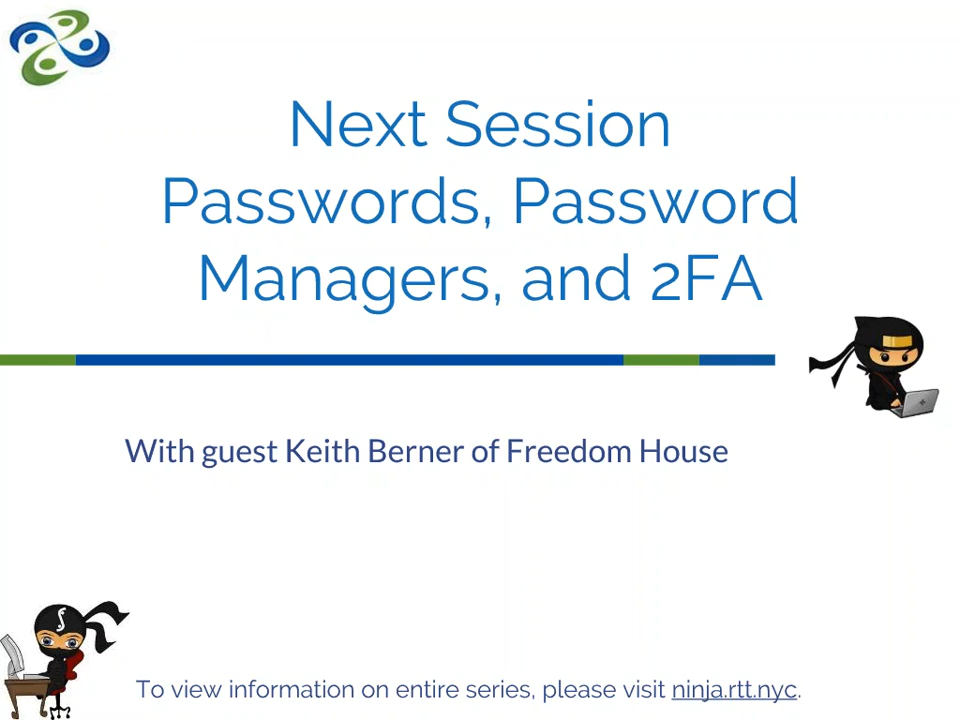 Next Session
Passwords, Password
Managers, and 2FA
With guest Keith Berner of Freedom House
To view information on entire series, please visit ninja.rtt.nyc.